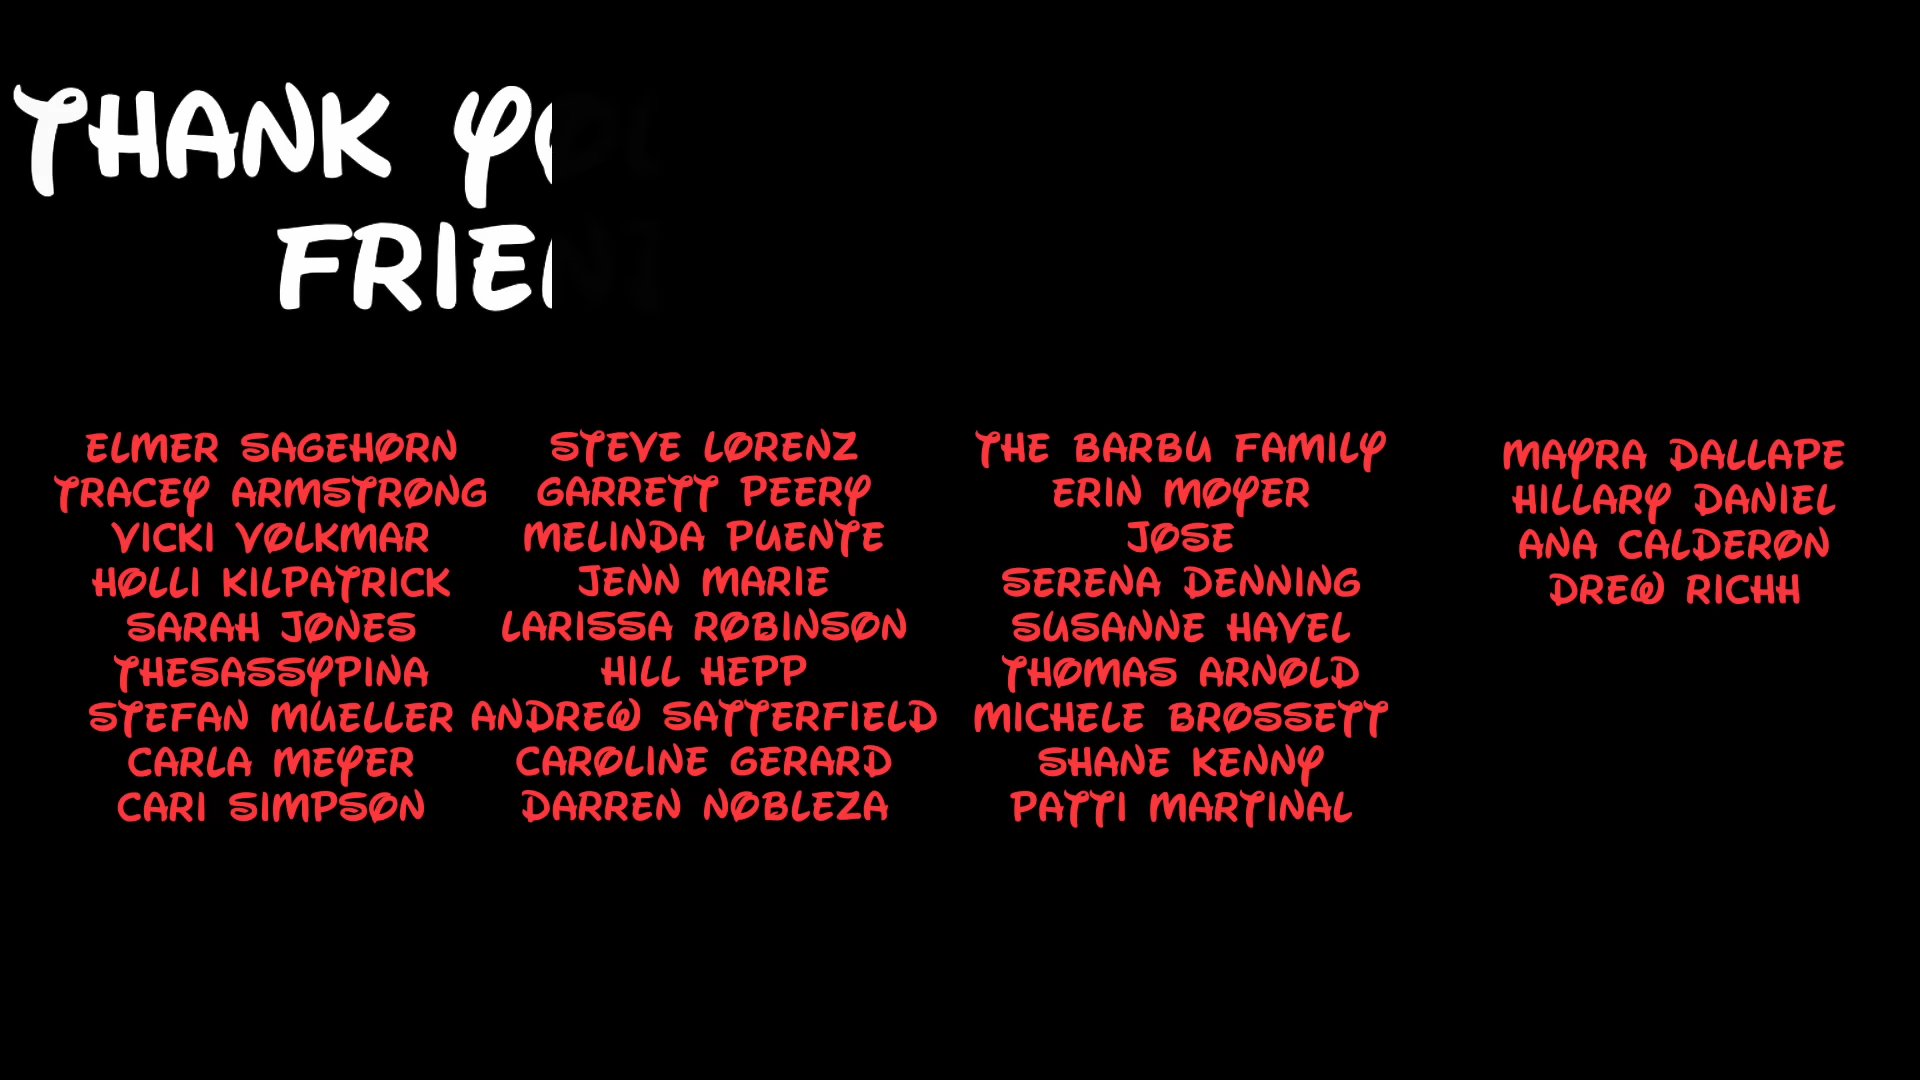 THANK YO
FRIE
ELMER SAGEHORN
TRACEY ARMSTRONG
VICKI VOLKMAR
HOLLI KILPATRICK
SARAH JONES
THESASSYPINA
STEFAN MUELLER
CARLA MEYER
CARI SIMPSON
STEVE LORENZ
GARRETT PEERY
MELINDA PUENTE
JENN MARIE
LARISSA ROBINSON
HILL HEPP
ANDREW SATTERFIELD
CAROLINE GERARD
DARREN NOBLEZA
THE BARBU FAMILY
ERIN MOYER
JOSE
SERENA DENNING
SUSANNE HAVEL
THOMAS ARNOLD
MICHELE BROSSETT
SHANE KENNY
PATTI MARTINAL
MAYRA DALLAPE
HILLARY DANIEL
ANA CALDERON
DREW RICHH